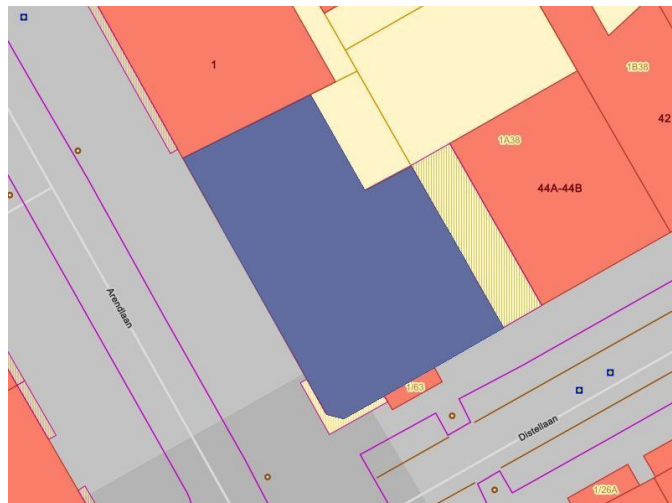 1
1B38
42
1A38
44A-44B
Arendlaan
1/63
Distellaan
1/26A